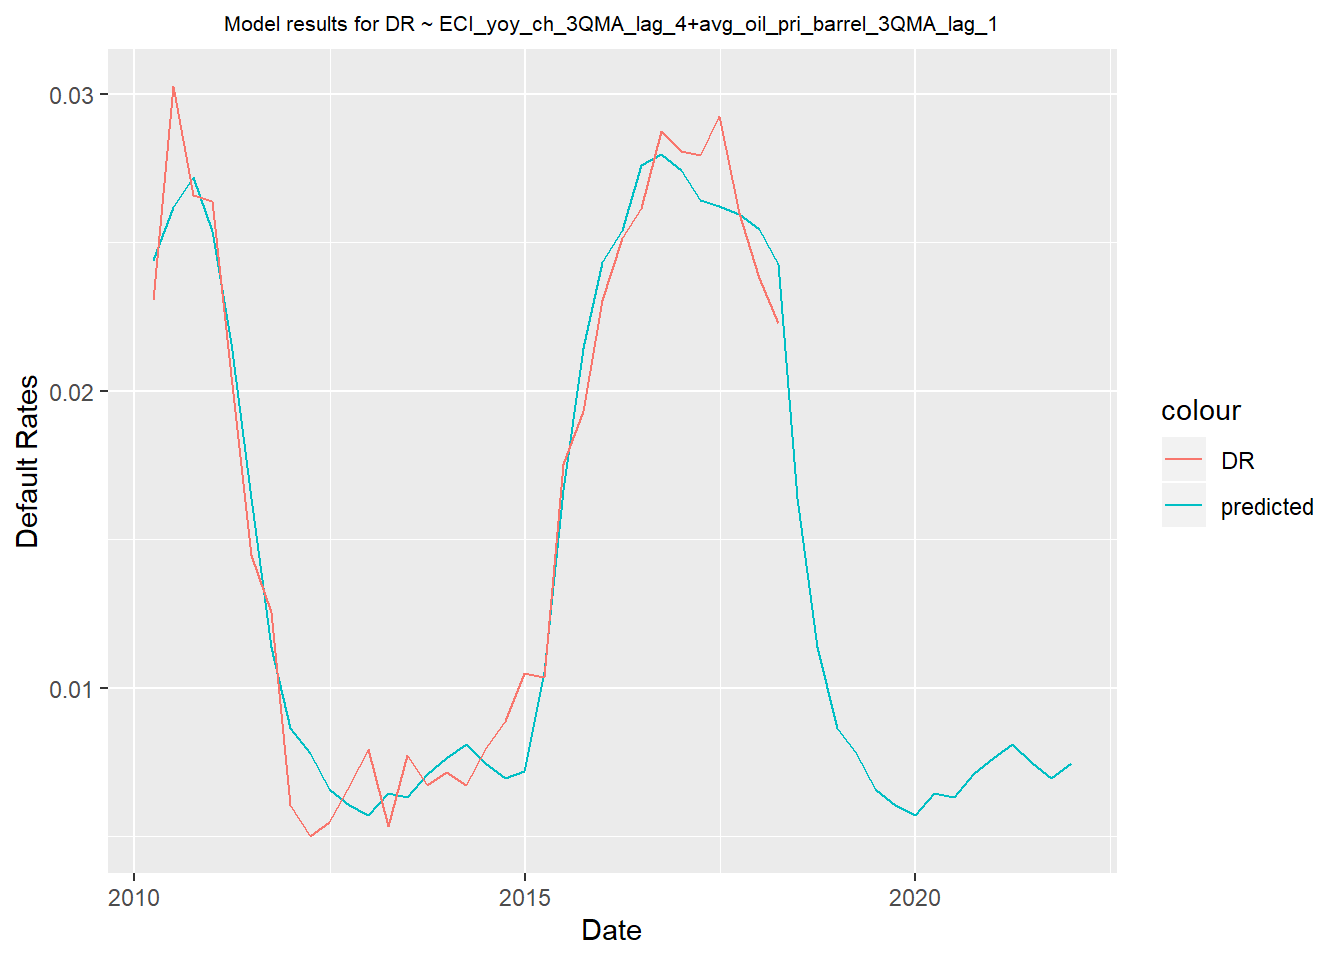 Model results for DR ~ ECI_yoy_ch_3QMA_lag_4+avg_oil_pri_barrel_3QMA_lag_1
0.03
0.02
0.01
Default Rates
2010
2015
2020
Date
colour
DR
predicted